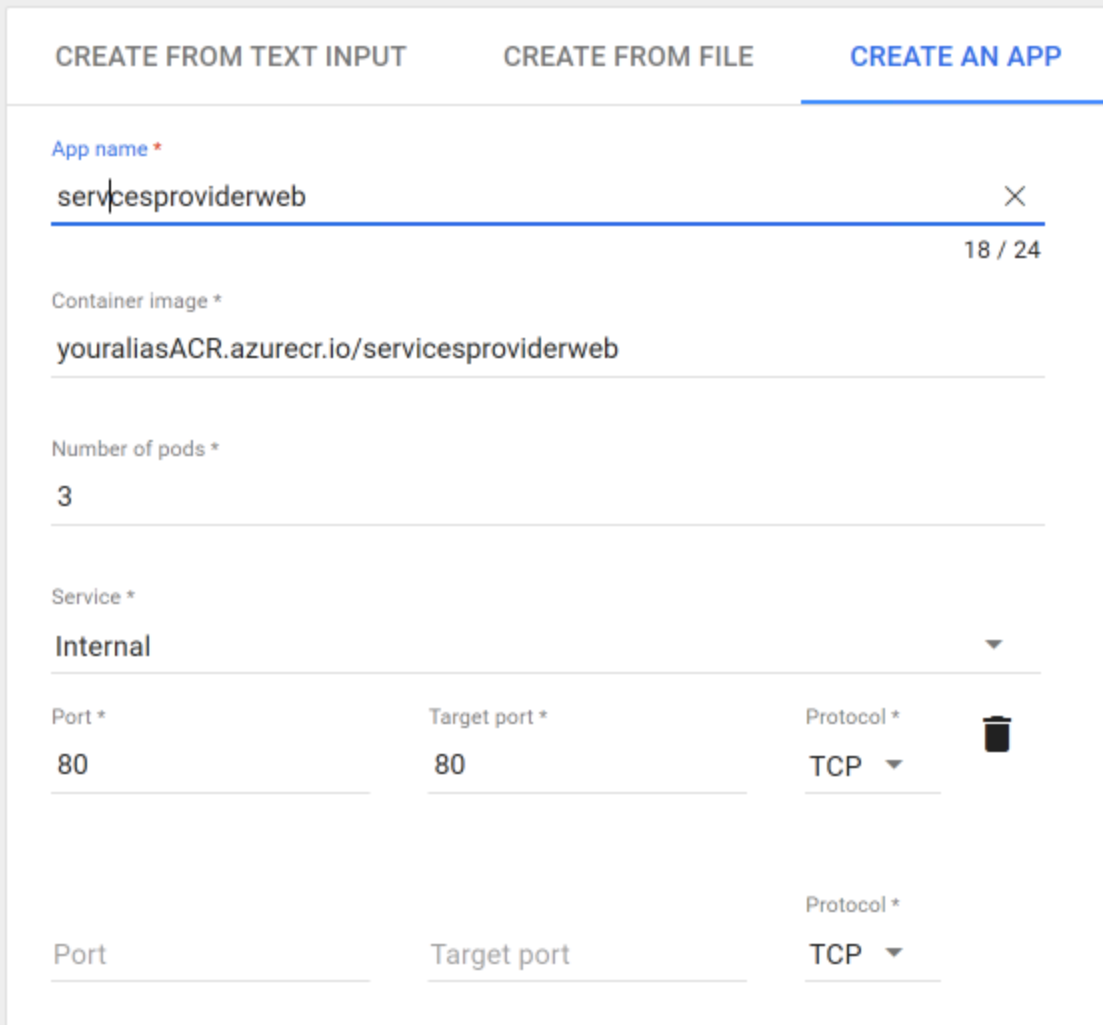 CREATE FROM TEXT INPUT CREATE FROM FILE CREATE AN APP
App name *
servcesproviderweb
18 / 24
Container image *
youraliasACR.azurecr.io/servicesproviderweb
Number of pods *
3
Service *
Internal
Port * Target port * Protocol *
80 80 TCP
Protocol *
Port Target port TCP